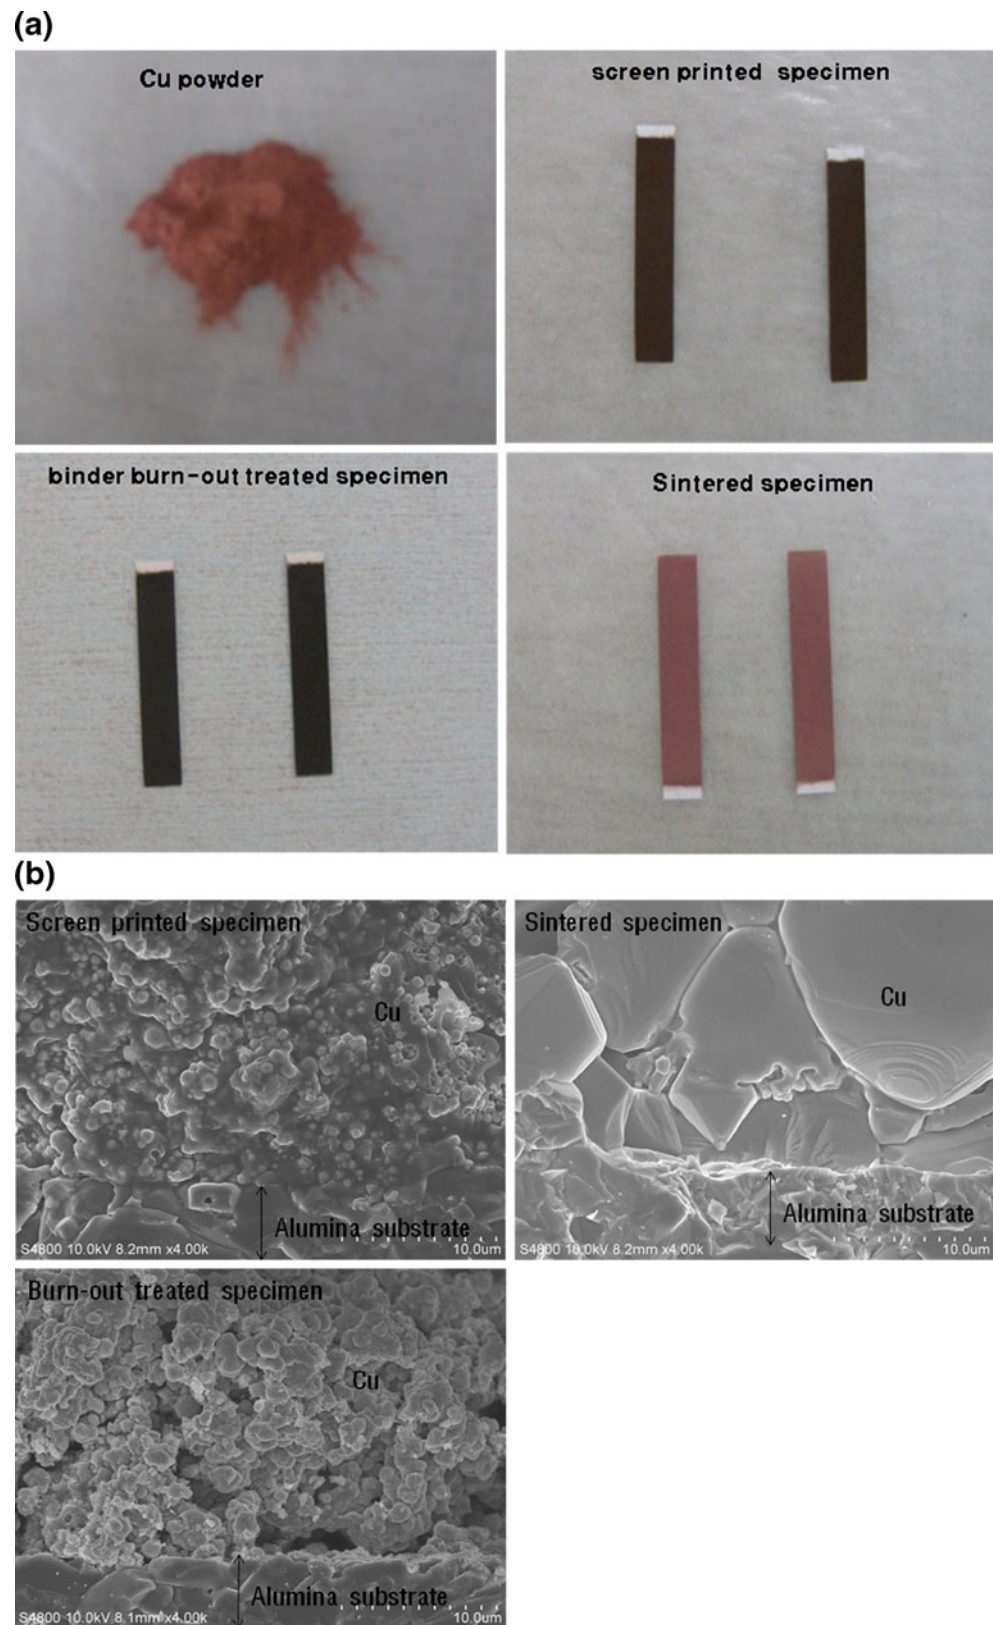 (a)
Cu powder
screen printed specimen
binder burn-out treated specimen
Sintered specimen
(b)
Screen printed specimen
Cu
Alumina substrate
S4800 10.0kV 8.2mm x4.00k
10.0um
Sintered specimen
Cu
Alumina substrate
S4800 10.0kV 8.2mm x4.00k
10.0um
Burn-out treated specimen
Cu
Alumina substrate
S4800 10.0kV 8.1mm x4.00k
10.0um